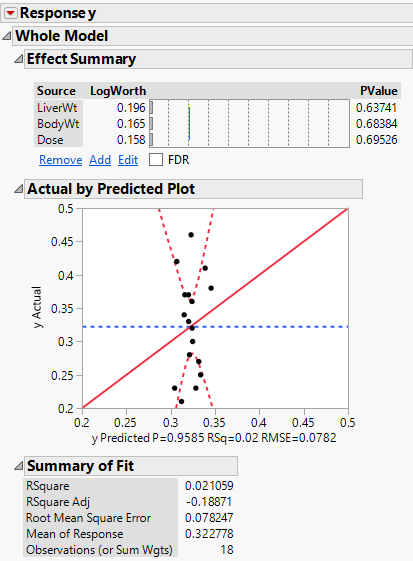 Response y
Whole Model
Effect Summary
Source LogWorth PValue
LiverWt 0.196 0.63741
BodyWt 0.165 0.68384
Dose 0.158 0.69526
Remove Add Edit FDR
Actual by Predicted Plot
0.5
0.45
0.4
0.35
0.3
0.25
0.2
y Actual
0.2 0.25 0.3 0.35 0.4 0.45 0.5
y Predicted P=0.9585 RSq=0.02 RMSE=0.0782
Summary of Fit
RSquare 0.021059
RSquare Adj -0.18871
Root Mean Square Error 0.078247
Mean of Response 0.322778
Observations (or Sum Wgts) 18